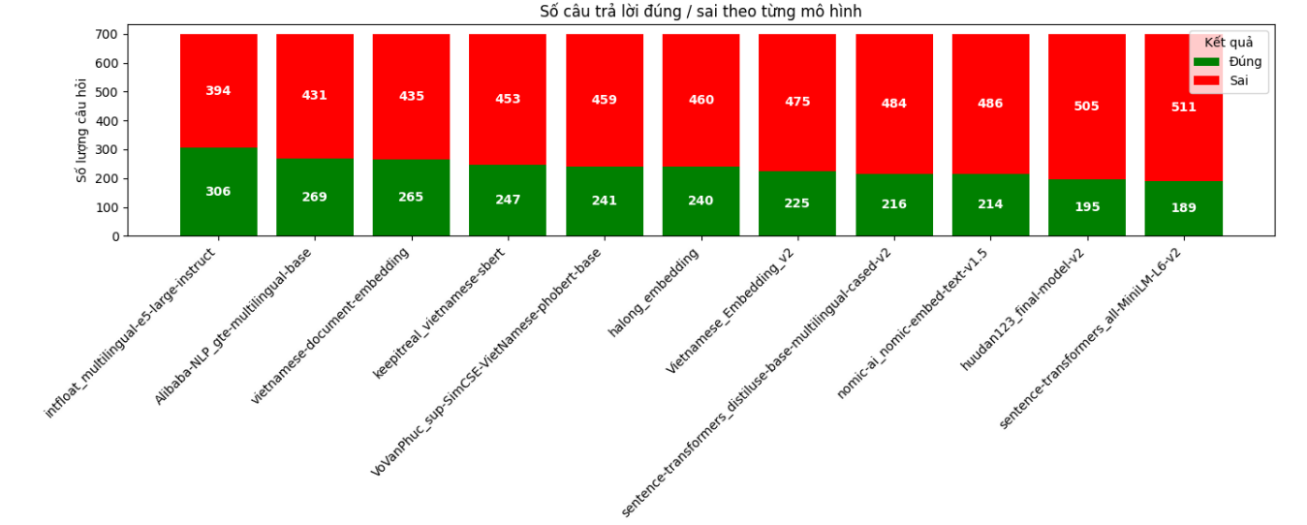 Số câu trả lời đúng / sai theo từng mô hình
Số lượng câu hỏi
700
600
500
400
300
200
100
0
Kết quả
Đúng
Sai
394 431 435 453 459 460 475 484 486 505 511
306 269 265 247 241 240 225 216 214 195 189
intfloat_multilingual-e5-large-instruct
Alibaba-NLP_gte-multilingual-base
vietnamese-document-embedding
keepitreal_vietnamese-sbert
VoVanPhuc_sup-SimCSE-VietNamese-phobert-base
halong_embedding
Vietnamese_Embedding_v2
sentence-transformers_distiluse-base-multilingual-cased-v2
nomic-ai_nomic-embed-text-v1.5
huudan123_final-model-v2
sentence-transformers_all-MiniLM-L6-v2